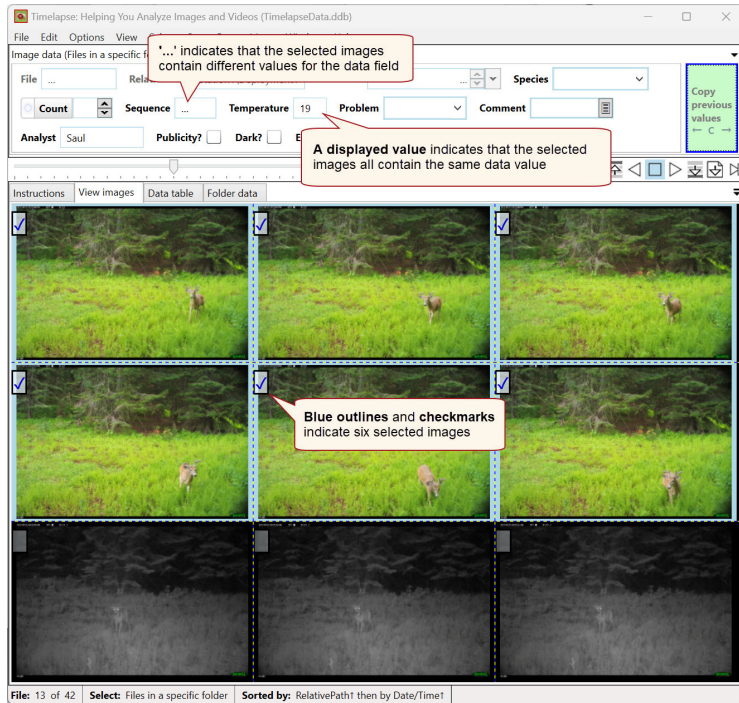 Timelapse: Helping You Analyze Images and Videos (TimelapseData.ddb)
File Edit Options View
'...' indicates that the selected images
contain different values for the data field
Image data (Files in a specific fo
File ... Rela ... Species
Copy
previous
values
← C →
Count Sequence ... Temperature 19 Problem Comment
Analyst Saul Publicity? Dark? E
A displayed value indicates that the selected
images all contain the same data value
Instructions View images Data table Folder data
Blue outlines and checkmarks
indicate six selected images
File: 13 of 42 Select: Files in a specific folder Sorted by: RelativePath↑ then by Date/Time↑